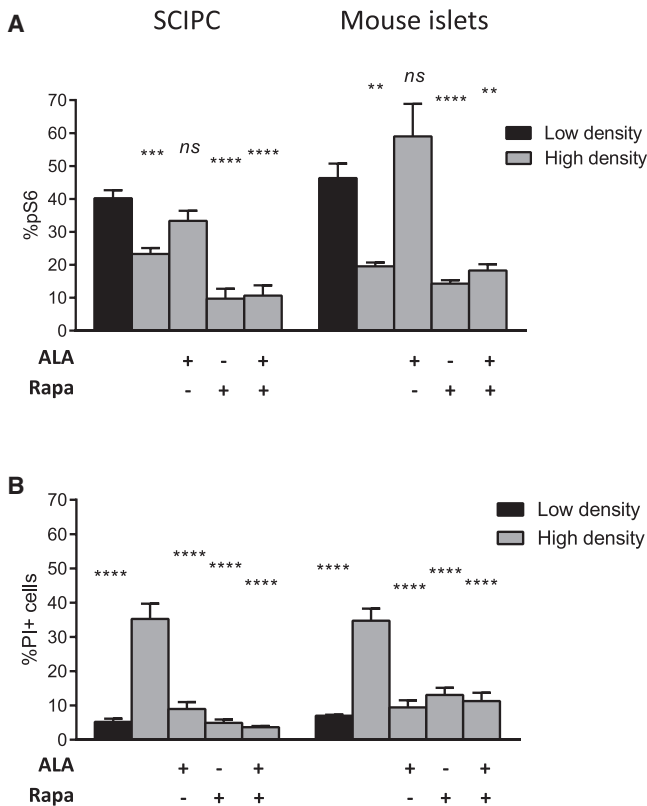 A
SCIPC
Mouse islets
** ns **** **
*** ns **** ****
Low density
High density
%pS6
70
60
50
40
30
20
10
0
ALA + - + + - +
Rapa - + + - + +
B
Low density
High density
**** **** **** **** **** **** **** ****
%PI+ cells
70
60
50
40
30
20
10
0
ALA + - + + - +
Rapa - + + - + +